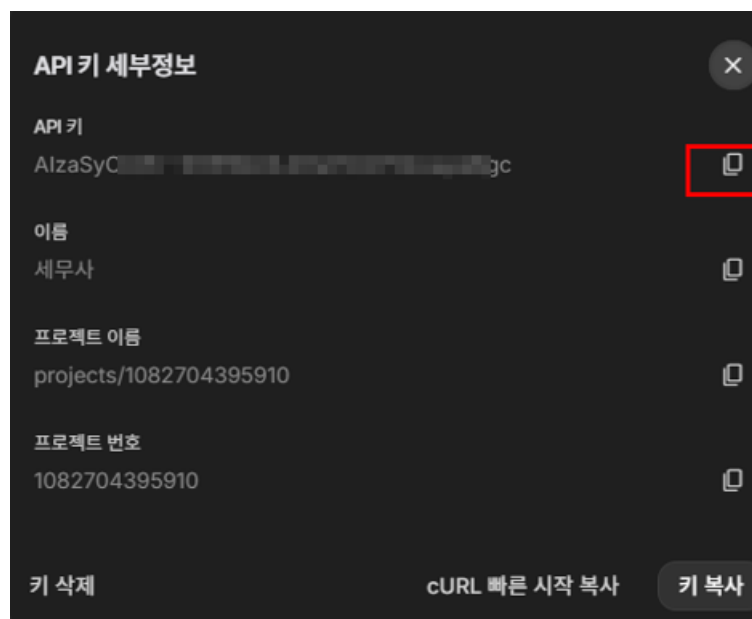 API 키 세부정보
API 키
이름
세무사
프로젝트 이름
projects/1082704395910
프로젝트 번호
1082704395910
키 삭제
cURL 빠른 시작 복사
키 복사